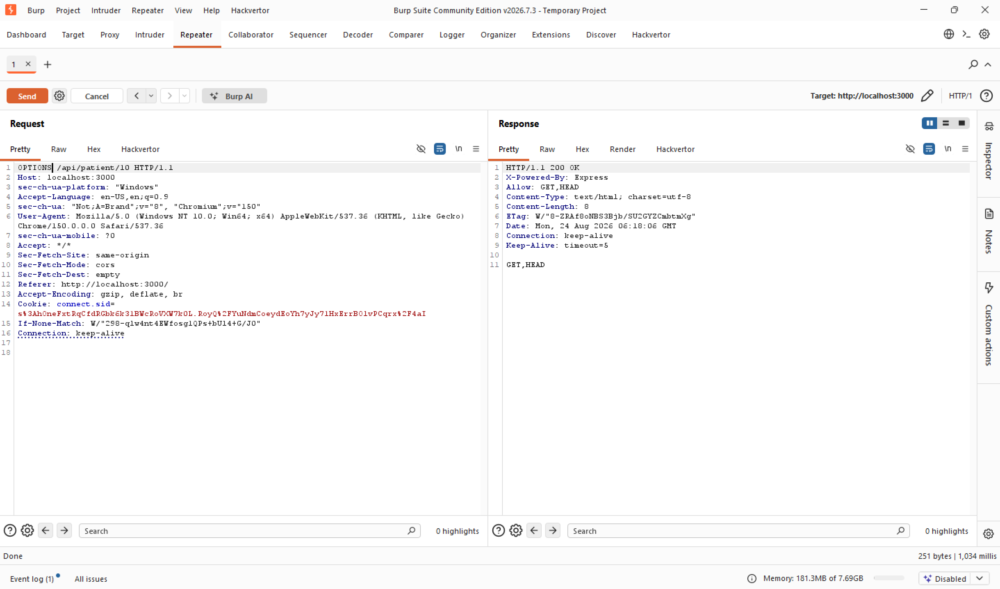 Burp Project Intruder Repeater View Help Hackvertor
Burp Suite Community Edition v2026.7.3 - Temporary Project
Dashboard Target Proxy Intruder Repeater Collaborator Sequencer Decoder Comparer Logger Organizer Extensions Discover Hackvertor
1
Send Cancel Burp AI
Target: http://localhost:3000 HTTP/1
Request
Pretty Raw Hex Hackvertor \n
1 OPTIONS /api/patient/10 HTTP/1.1
2 Host: localhost:3000
3 sec-ch-ua-platform: "Windows"
4 Accept-Language: en-US,en;q=0.9
5 sec-ch-ua: "Not;A=Brand";v="8", "Chromium";v="150"
6 User-Agent: Mozilla/5.0 (Windows NT 10.0; Win64; x64) AppleWebKit/537.36 (KHTML, like Gecko)
Chrome/150.0.0.0 Safari/537.36
7 sec-ch-ua-mobile: ?0
8 Accept: */*
9 Sec-Fetch-Site: same-origin
10 Sec-Fetch-Mode: cors
11 Sec-Fetch-Dest: empty
12 Referer: http://localhost:3000/
13 Accept-Encoding: gzip, deflate, br
14 Cookie: connect.sid=
s%3AhOneFxtRqCfdRGbk6k31BWcRoVXW7k0L.RoyQ%2FYuNdmCoeydEoYh7yJy71HxErrB01vPCqrx%2F4aI
15 If-None-Match: W/"298-qlw4nt4EWfosglQPs+bUl4+G/J0"
16 Connection: keep-alive
17
18
Search
0 highlights
Response
Pretty Raw Hex Render Hackvertor \n
1 HTTP/1.1 200 OK
2 X-Powered-By: Express
3 Allow: GET,HEAD
4 Content-Type: text/html; charset=utf-8
5 Content-Length: 8
6 ETag: W/"8-ZRAf8oNBS3Bjb/SU2GYZCmbtmXg"
7 Date: Mon, 24 Aug 2026 06:18:06 GMT
8 Connection: keep-alive
9 Keep-Alive: timeout=5
10
11 GET,HEAD
Search
0 highlights
Inspector
Notes
Custom actions
Done
251 bytes | 1,034 millis
Event log (1) All issues
Memory: 181.3MB of 7.69GB
Disabled